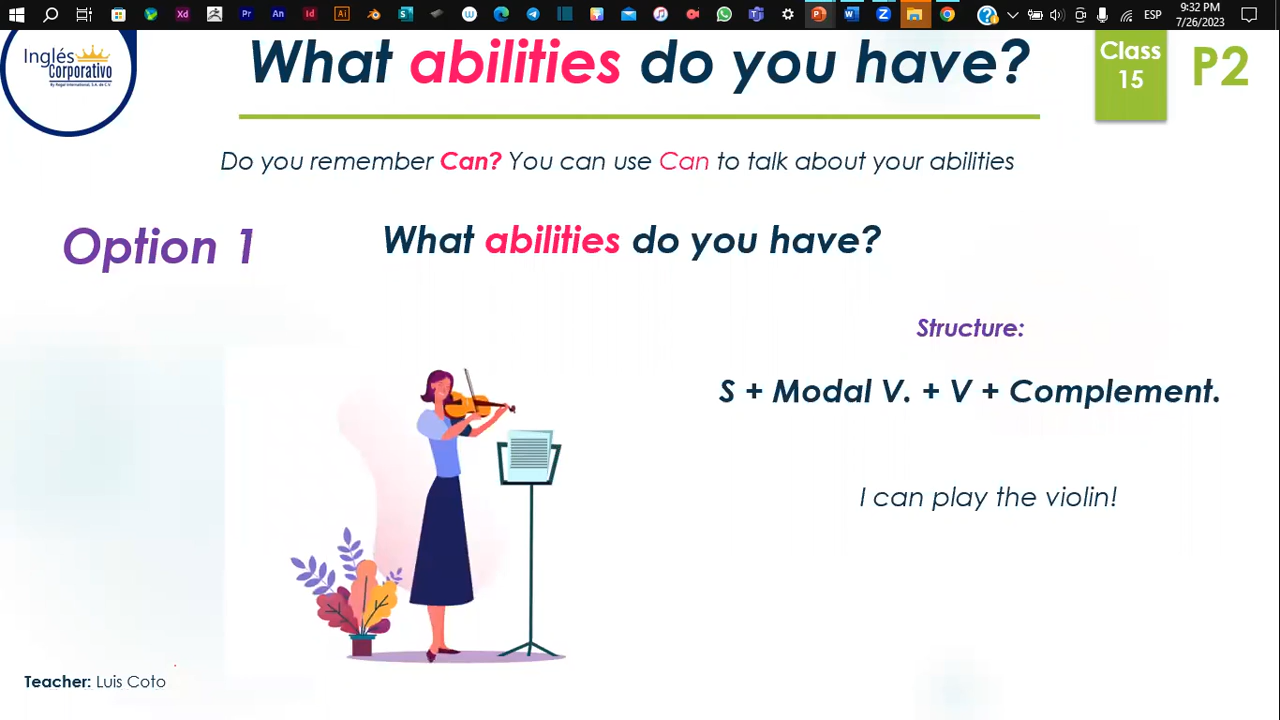 9:32 PM
ESP
7/26/2023
Inglés
Corporativo
What abilities do you have?
Class
15
P2
Do you remember Can? You can use Can to talk about your abilities
Option 1
What abilities do you have?
Structure:
S + Modal V. + V + Complement.
I can play the violin!
Teacher: Luis Coto